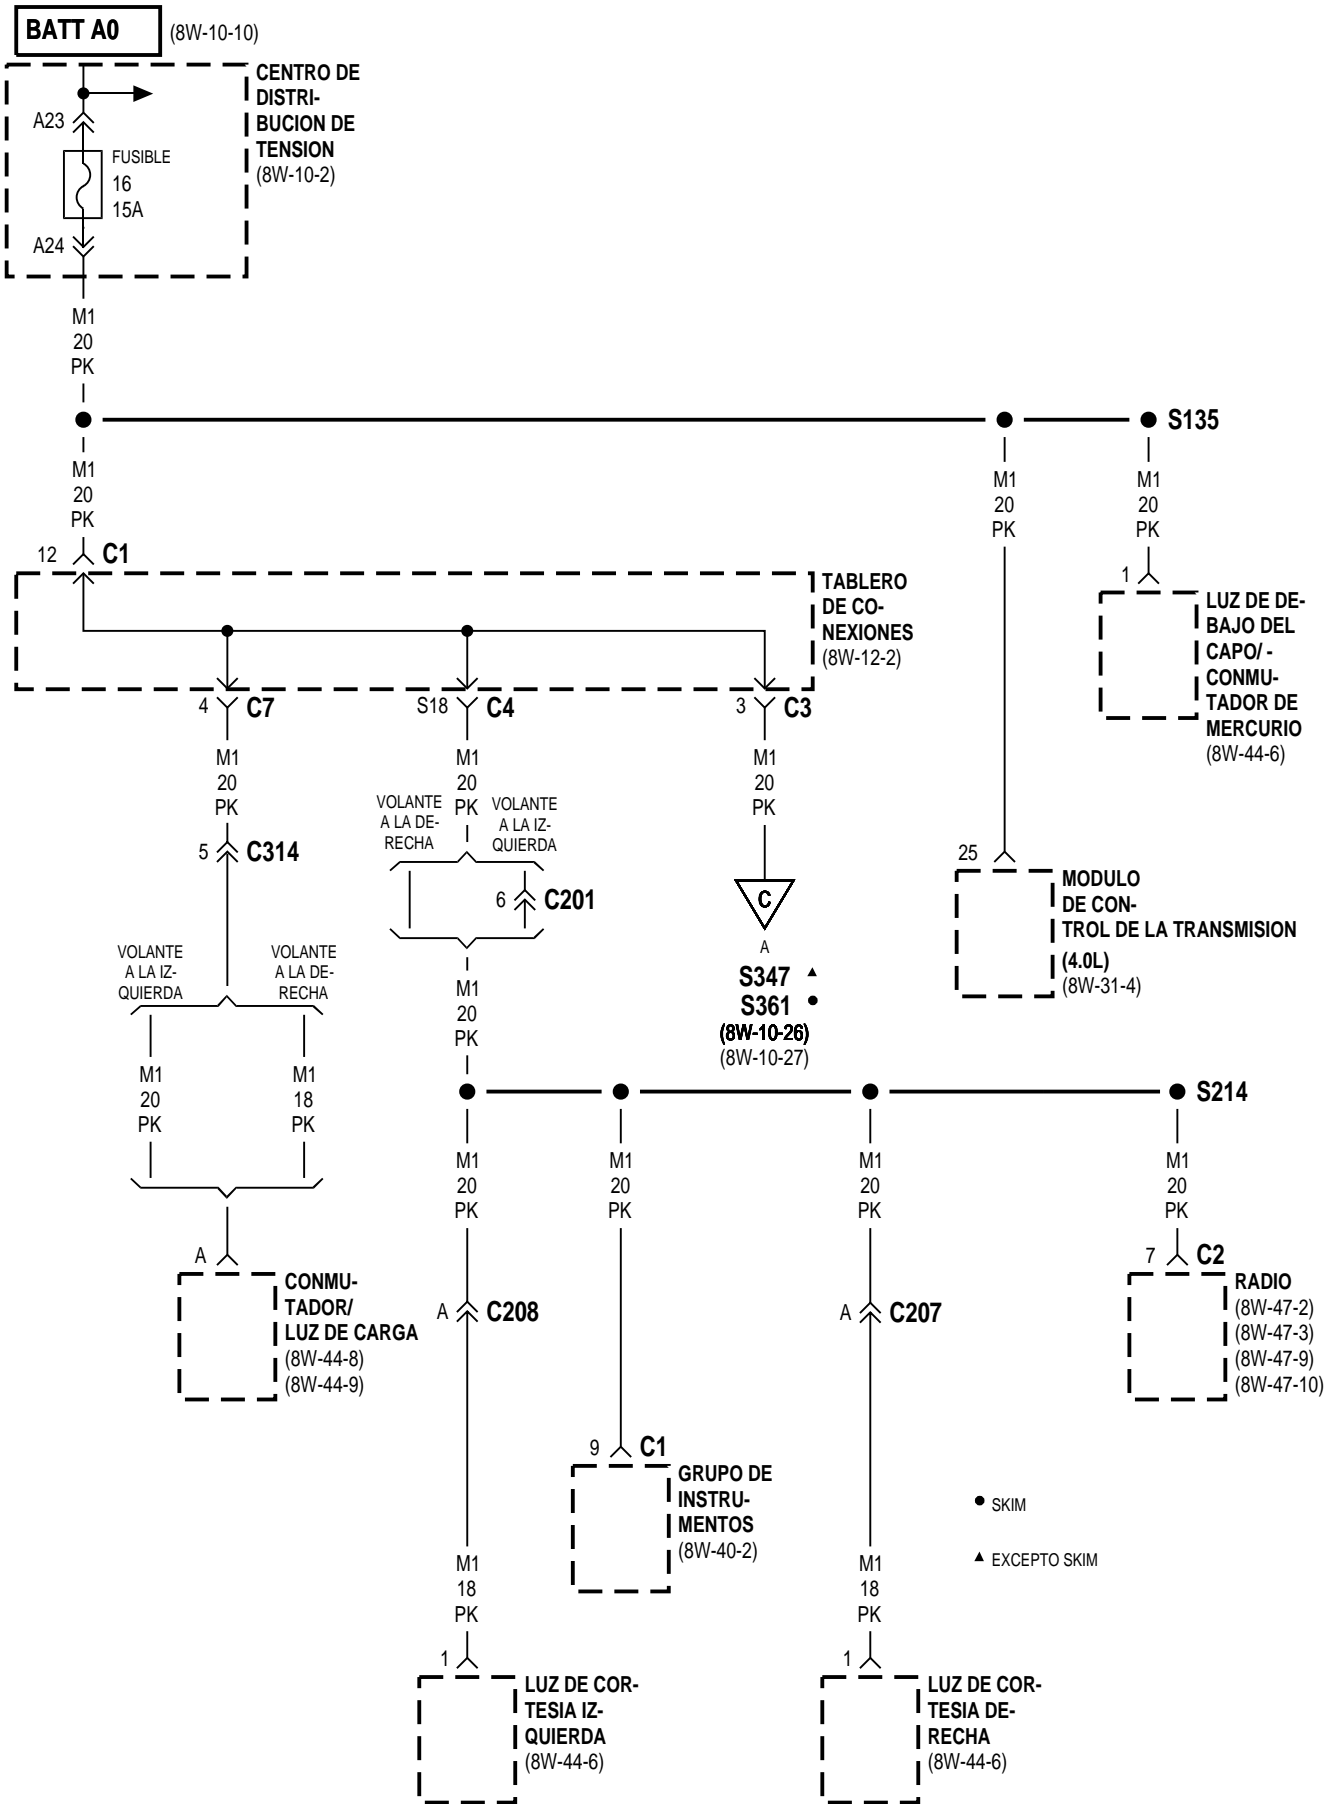 BATT A0
(8W-10-10)
CENTRO DE
DISTRI-
BUCION DE
TENSION
(8W-10-2)
A23
FUSIBLE
16
15A
A24
M1
20
PK
S135
M1
20
PK
12
C1
M1
20
PK
M1
20
PK
1
LUZ DE DE-
BAJO DEL
CAPO/ -
CONMU-
TADOR DE
MERCURIO
(8W-44-6)
TABLERO
DE CO-
NEXIONES
(8W-12-2)
4
C7
S18
C4
3
C3
M1
20
PK
M1
20
PK
M1
20
PK
VOLANTE
A LA DE-
RECHA
VOLANTE
A LA IZ-
QUIERDA
5
C314
6
C201
C
A
S347 ▲
S361 ●
(8W-10-26)
(8W-10-27)
25
MODULO
DE CON-
TROL DE LA TRANSMISION
(4.0L)
(8W-31-4)
VOLANTE
A LA IZ-
QUIERDA
VOLANTE
A LA DE-
RECHA
M1
20
PK
M1
20
PK
M1
18
PK
S214
M1
20
PK
M1
20
PK
M1
20
PK
M1
20
PK
A
CONMU-
TADOR/
LUZ DE CARGA
(8W-44-8)
(8W-44-9)
A
C208
A
C207
7
C2
RADIO
(8W-47-2)
(8W-47-3)
(8W-47-9)
(8W-47-10)
9
C1
GRUPO DE
INSTRU-
MENTOS
(8W-40-2)
● SKIM
▲ EXCEPTO SKIM
M1
18
PK
M1
18
PK
1
LUZ DE COR-
TESIA IZ-
QUIERDA
(8W-44-6)
1
LUZ DE COR-
TESIA DE-
RECHA
(8W-44-6)